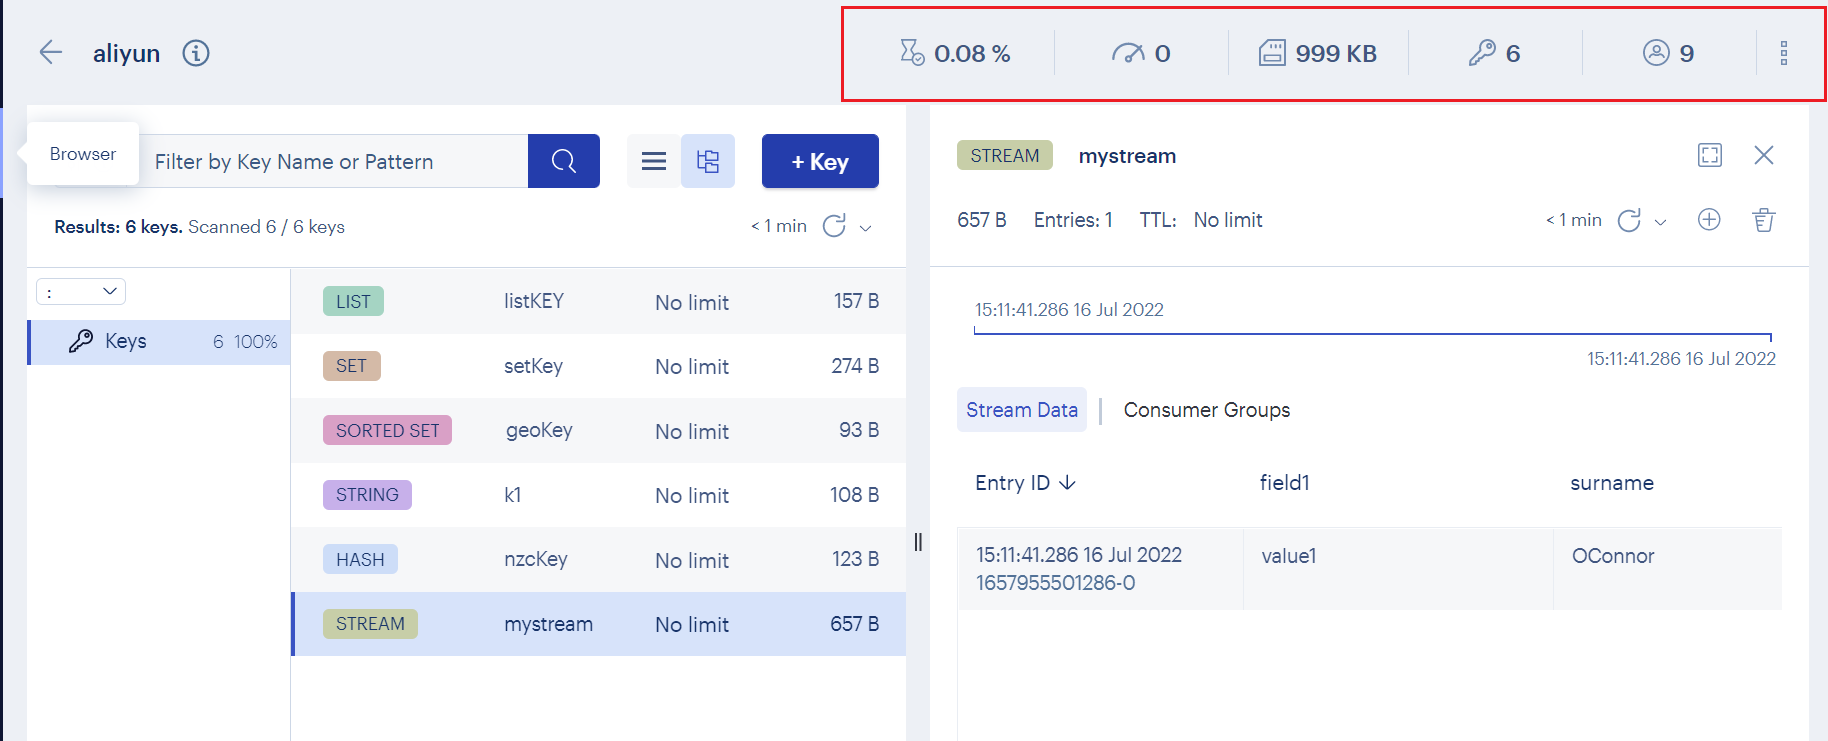 aliyun
0.08 %
0
999 KB
6
9
Browser
Filter by Key Name or Pattern
+ Key
Results: 6 keys. Scanned 6 / 6 keys
< 1 min
:
Keys 6 100%
LIST listKEY No limit 157 B
SET setKey No limit 274 B
SORTED SET geoKey No limit 93 B
STRING k1 No limit 108 B
HASH nzcKey No limit 123 B
STREAM mystream No limit 657 B
STREAM mystream
657 B Entries: 1 TTL: No limit < 1 min
15:11:41.286 16 Jul 2022
15:11:41.286 16 Jul 2022
Stream Data Consumer Groups
Entry ID field1 surname
15:11:41.286 16 Jul 2022 value1 OConnor
1657955501286-0